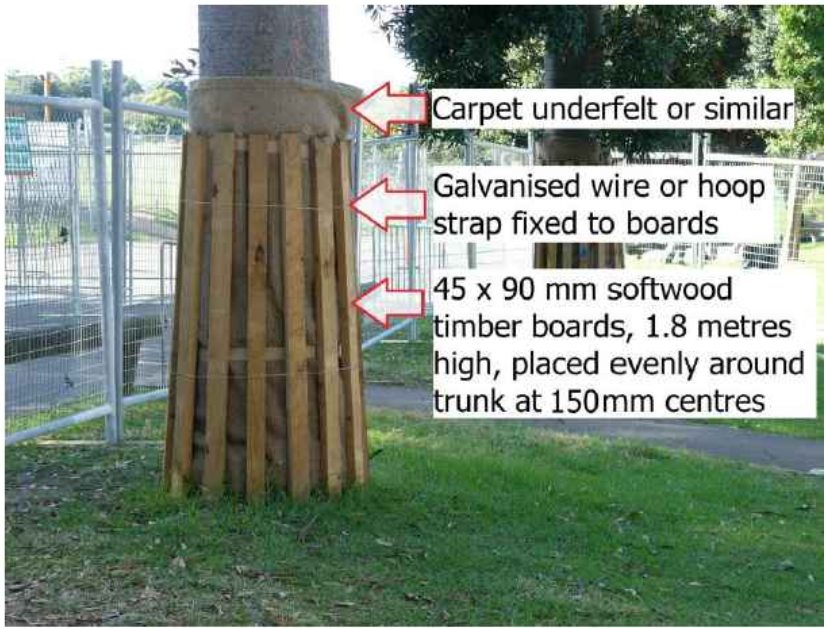 Carpet underfelt or similar
Galvanised wire or hoop
strap fixed to boards
45 x 90 mm softwood
timber boards, 1.8 metres
high, placed evenly around
trunk at 150mm centres